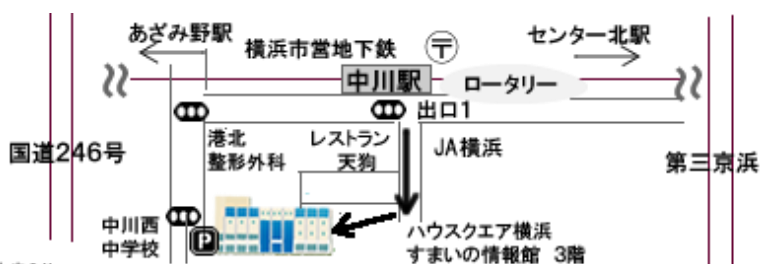 あざみ野駅
横浜市営地下鉄
〒
センター北駅
中川駅
ロータリー
出口1
国道246号
港北
整形外科
レストラン
天狗
JA横浜
第三京浜
中川西
中学校
P
ハウスクエア横浜
すまいの情報館 3階